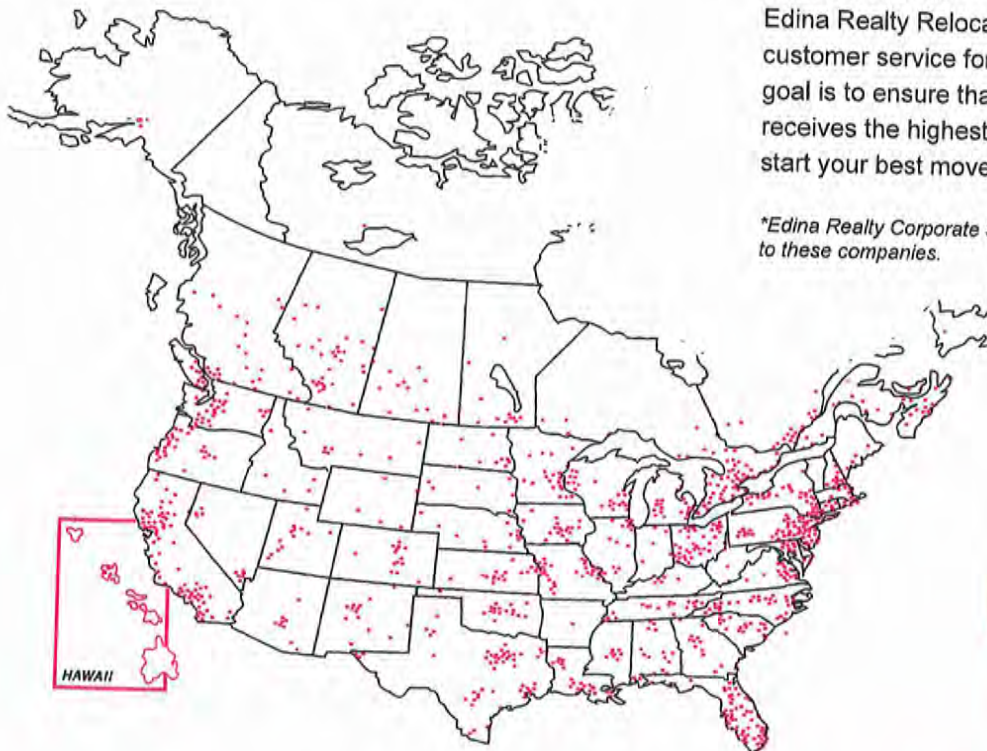 Edina Realty Reloca
customer service for
goal is to ensure tha
receives the highest
start your best move
*Edina Realty Corporate
to these companies.
HAWAII